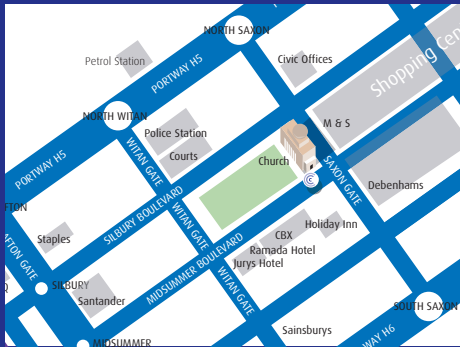 NORTH SAXON
Civic Offices
Shopping Cen
Petrol Station
PORTWAY H5
NORTH WITAN
M & S
Police Station
WITAN GATE
Courts
Church
SAXON GATE
PORTWAY H5
Debenhams
SILBURY BOULEVARD
WITAN GATE
FTON
Holiday Inn
CBX
Staples
MIDSUMMER BOULEVARD
Ramada Hotel
Jurys Hotel
AFTON GATE
WITAN GATE
Q
SILBURY
Santander
SOUTH SAXON
Sainsburys
WAY H6
MIDSUMMER